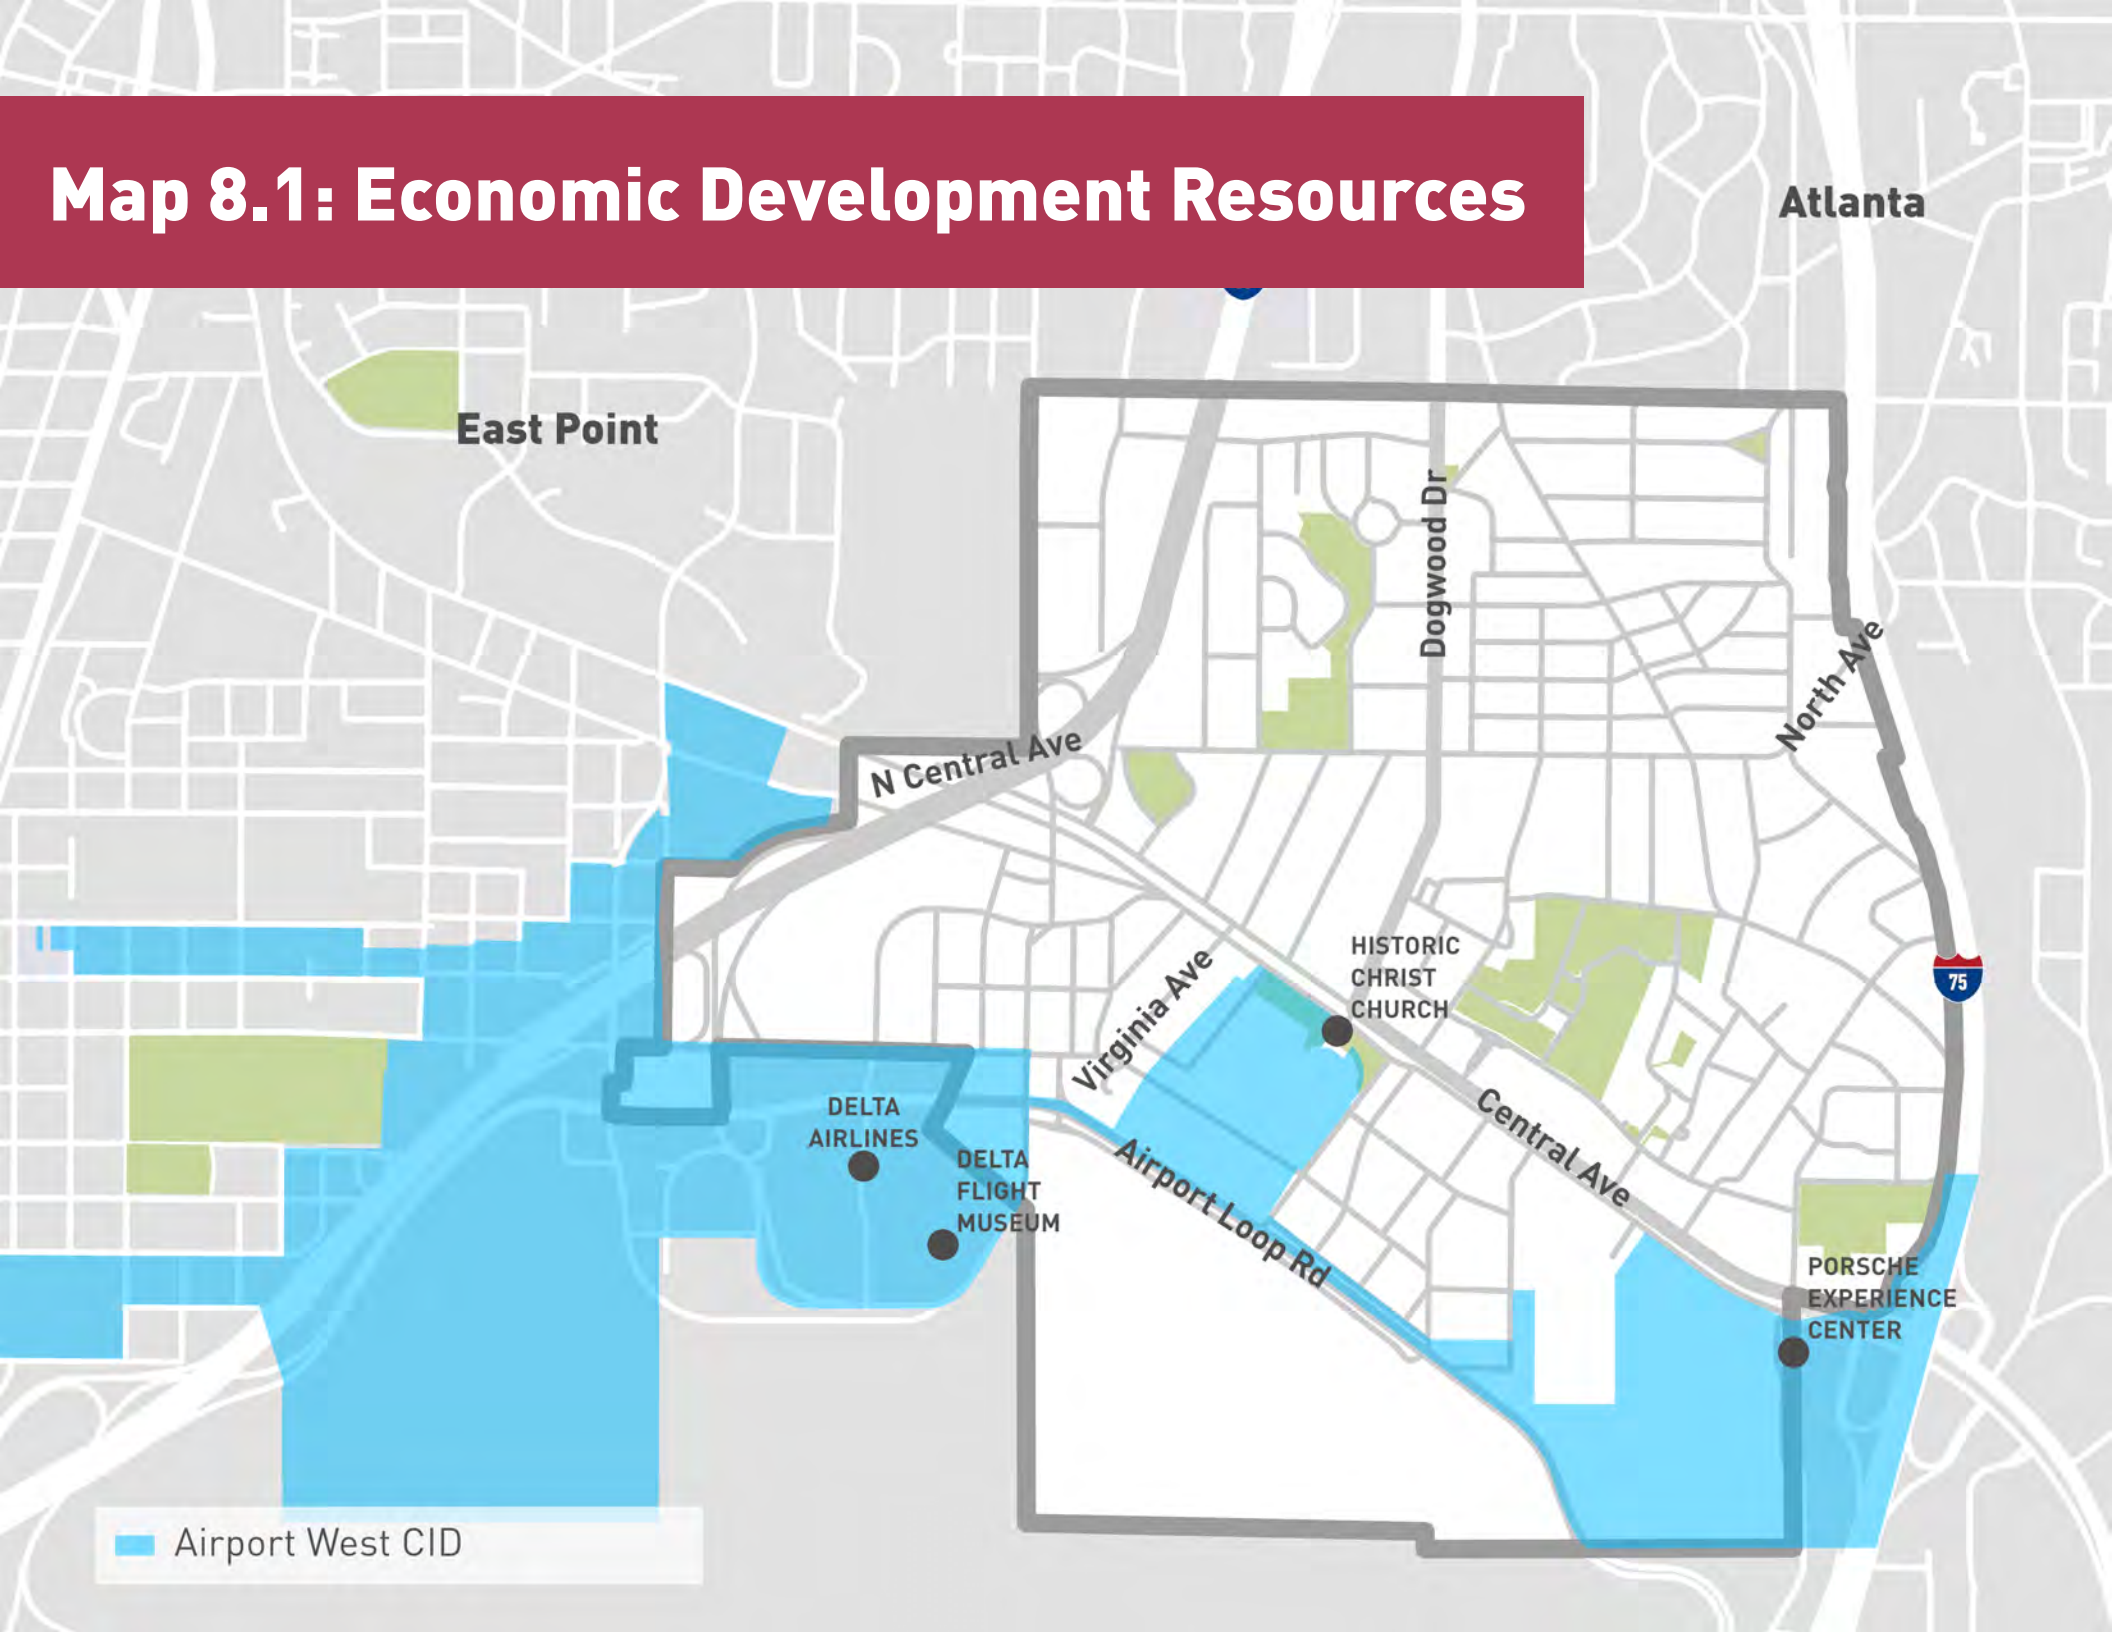 Map 8.1: Economic Development Resources
Atlanta
East Point
Dogwood Dr
North Ave
N Central Ave
HISTORIC
CHRIST
CHURCH
75
Virginia Ave
Central Ave
DELTA
AIRLINES
DELTA
FLIGHT
MUSEUM
Airport Loop Rd
PORSCHE
EXPERIENCE
CENTER
Airport West CID